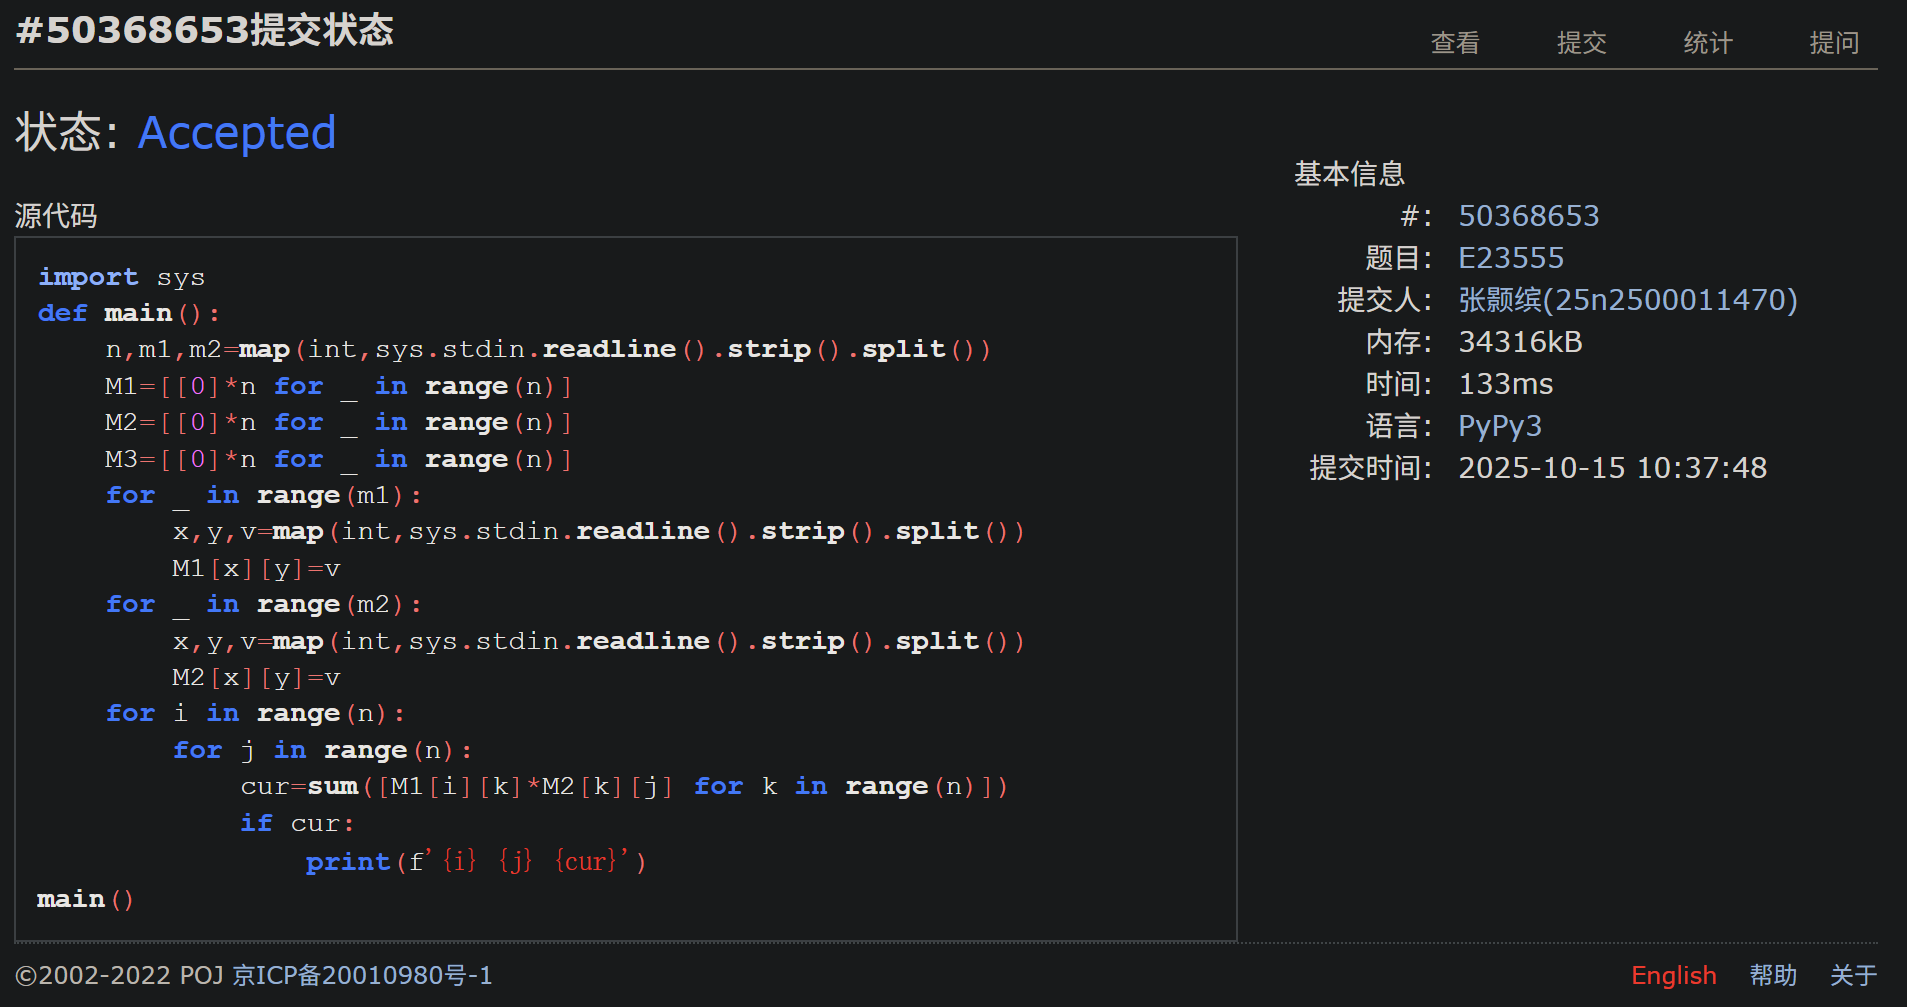 #50368653提交状态
查看 提交 统计 提问
状态: Accepted
源代码
import sys
def main():
    n,m1,m2=map(int,sys.stdin.readline().strip().split())
    M1=[[0]*n for _ in range(n)]
    M2=[[0]*n for _ in range(n)]
    M3=[[0]*n for _ in range(n)]
    for _ in range(m1):
        x,y,v=map(int,sys.stdin.readline().strip().split())
        M1[x][y]=v
    for _ in range(m2):
        x,y,v=map(int,sys.stdin.readline().strip().split())
        M2[x][y]=v
    for i in range(n):
        for j in range(n):
            cur=sum([M1[i][k]*M2[k][j] for k in range(n)])
            if cur:
                print(f'{i} {j} {cur}')
main()
基本信息
#: 50368653
题目: E23555
提交人: 张颢缤(25n2500011470)
内存: 34316kB
时间: 133ms
语言: PyPy3
提交时间: 2025-10-15 10:37:48
©2002-2022 POJ 京ICP备20010980号-1
English 帮助 关于